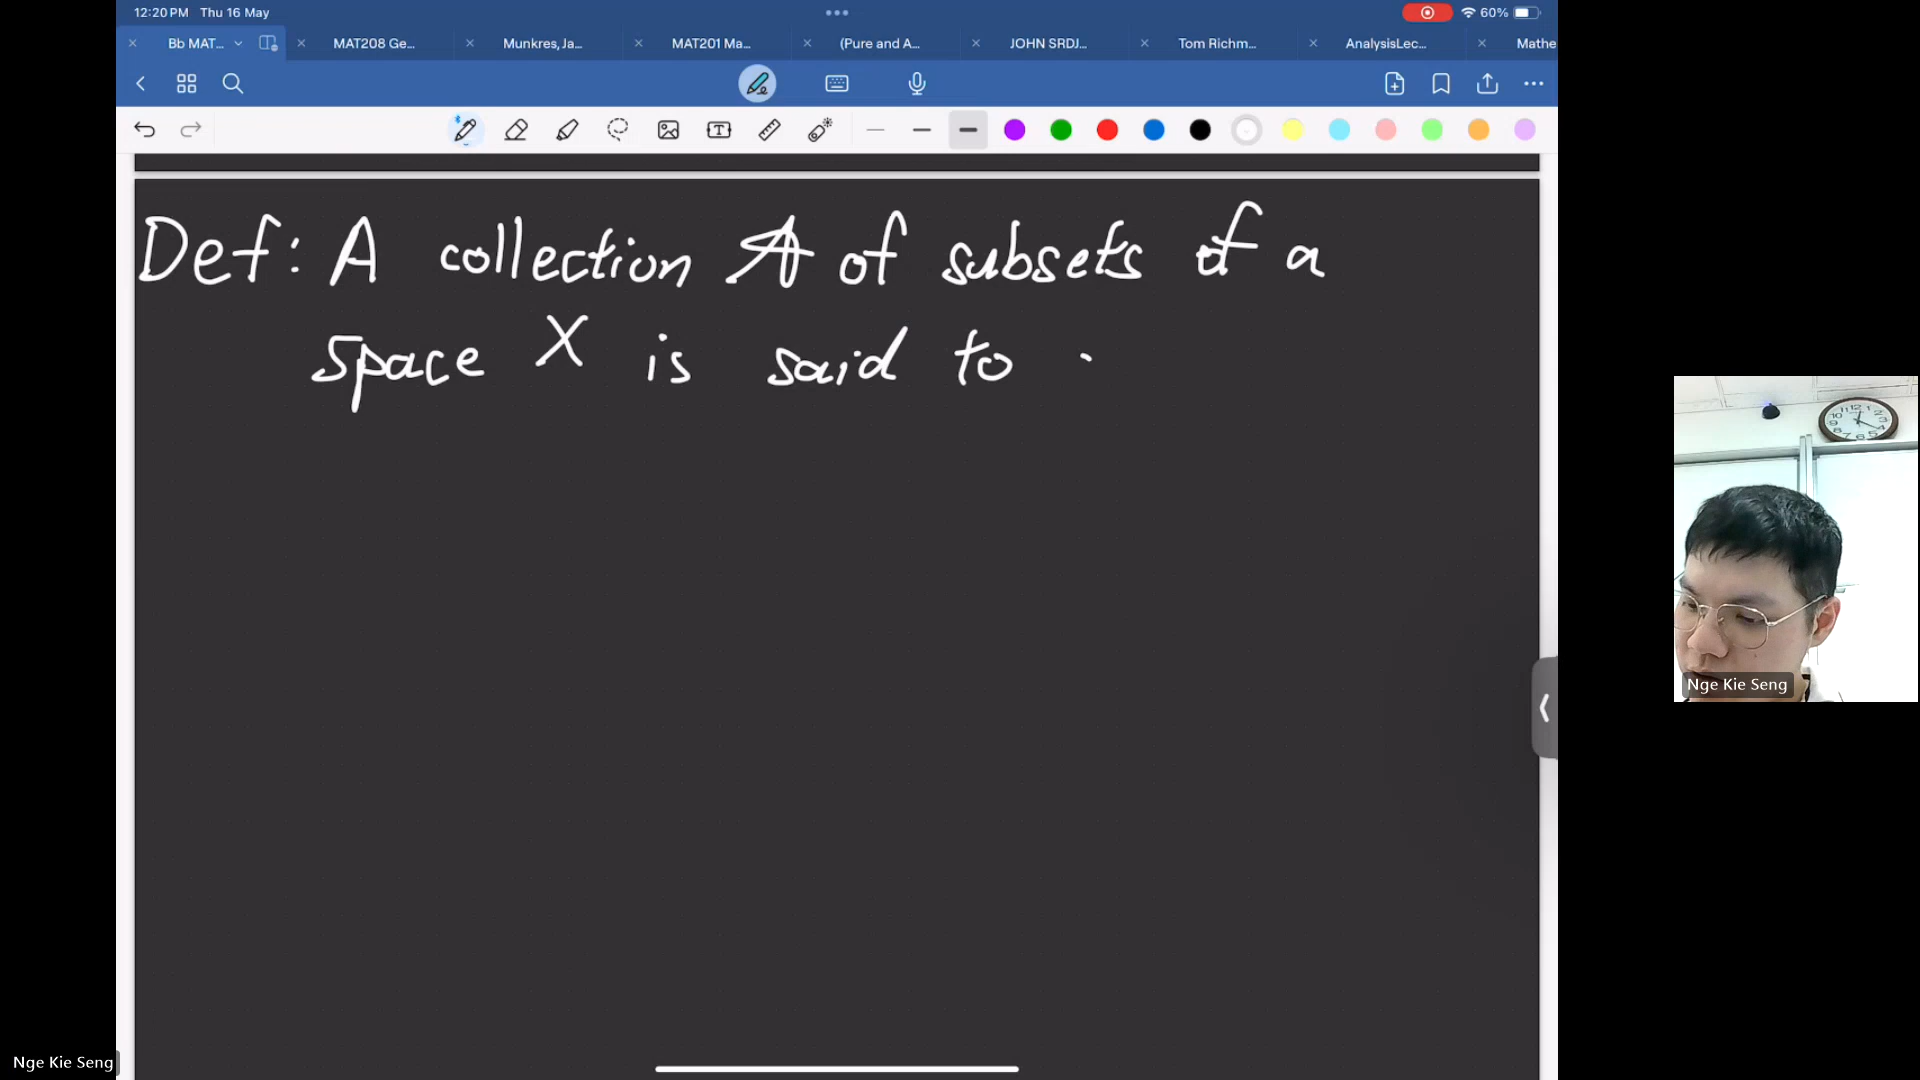 12:20 PM Thu 16 May
60%
Bb MAT...
MAT208 Ge...
Munkres, Ja...
MAT201 Ma...
(Pure and A...
JOHN SRDJ...
Tom Richm...
AnalysisLec...
Mathe
Def: A collection A of subsets of a
space X is said to
Nge Kie Seng
Nge Kie Seng